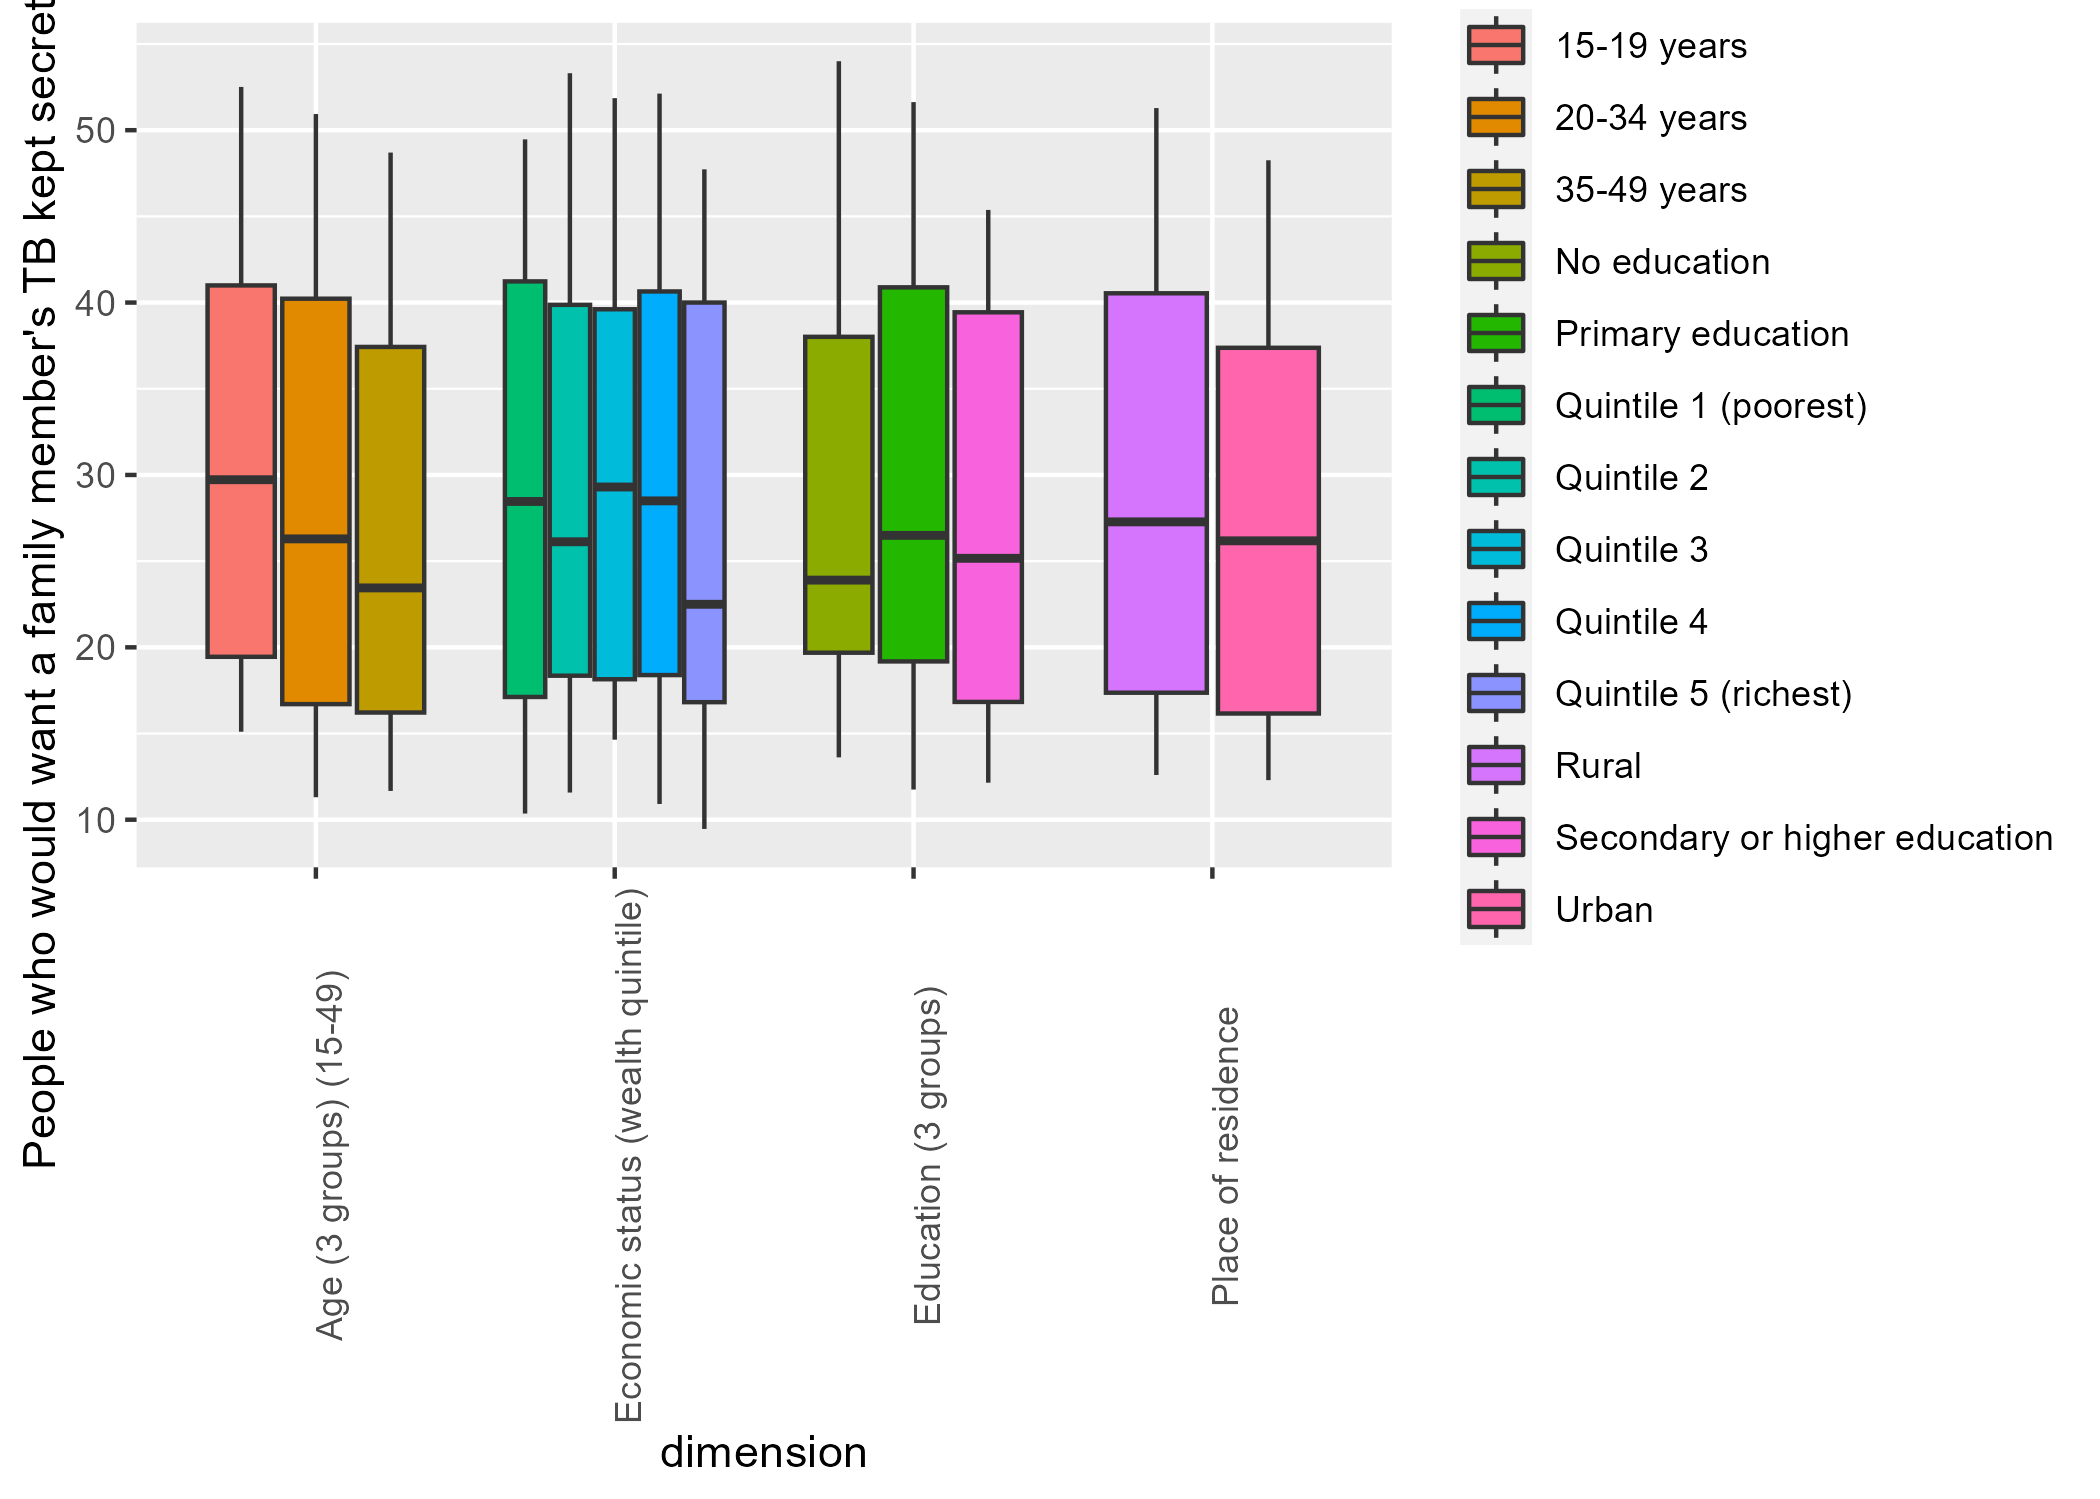 People who would want a family member's TB kept secret
50
40
30
20
10
Age (3 groups) (15-49)
Economic status (wealth quintile)
Education (3 groups)
Place of residence
dimension
15-19 years
20-34 years
35-49 years
No education
Primary education
Quintile 1 (poorest)
Quintile 2
Quintile 3
Quintile 4
Quintile 5 (richest)
Rural
Secondary or higher education
Urban